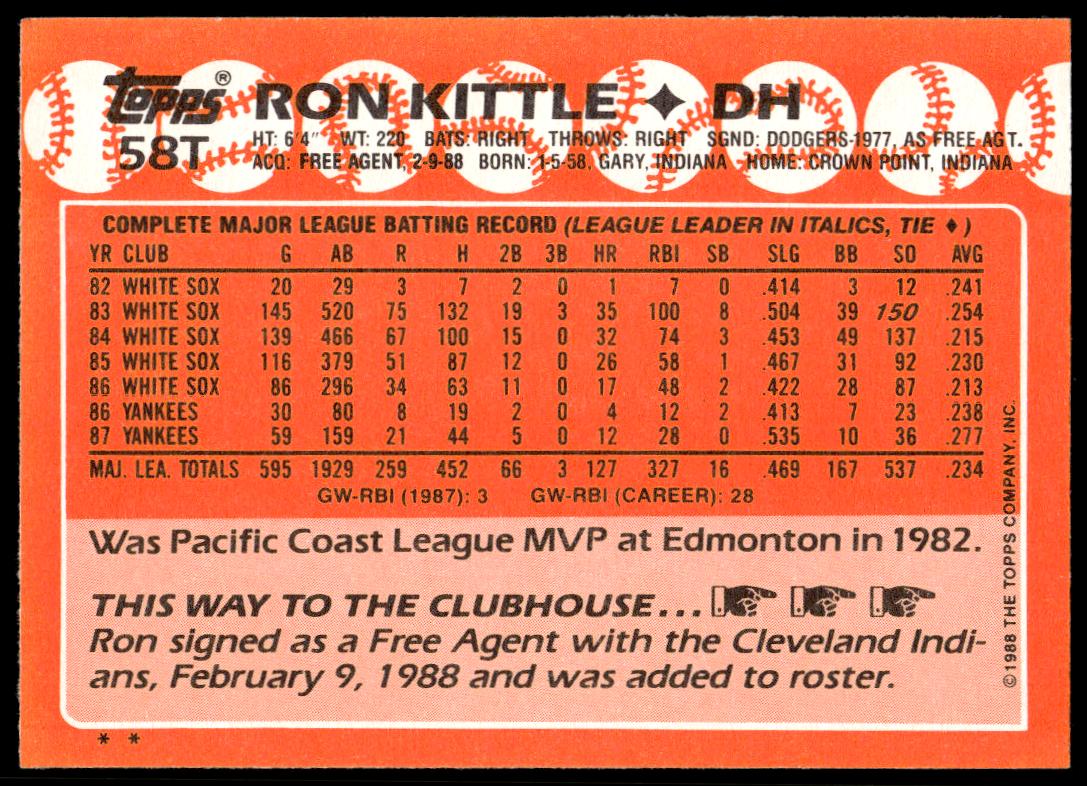 Topps® RON KITTLE ✦ DH
58T HT: 6'4" WT: 220 BATS: RIGHT THROWS: RIGHT SGND: DODGERS-1977, AS FREE-AGT.
ACQ: FREE AGENT, 2-9-88 BORN: 1-5-58, GARY, INDIANA HOME: CROWN POINT, INDIANA
COMPLETE MAJOR LEAGUE BATTING RECORD (LEAGUE LEADER IN ITALICS, TIE ♦)
YR CLUB G AB R H 2B 3B HR RBI SB SLG BB SO AVG
82 WHITE SOX 20 29 3 7 2 0 1 7 0 .414 3 12 .241
83 WHITE SOX 145 520 75 132 19 3 35 100 8 .504 39 150 .254
84 WHITE SOX 139 466 67 100 15 0 32 74 3 .453 49 137 .215
85 WHITE SOX 116 379 51 87 12 0 26 58 1 .467 31 92 .230
86 WHITE SOX 86 296 34 63 11 0 17 48 2 .422 28 87 .213
86 YANKEES 30 80 8 19 2 0 4 12 2 .413 7 23 .238
87 YANKEES 59 159 21 44 5 0 12 28 0 .535 10 36 .277
MAJ. LEA. TOTALS 595 1929 259 452 66 3 127 327 16 .469 167 537 .234
GW-RBI (1987): 3 GW-RBI (CAREER): 28
Was Pacific Coast League MVP at Edmonton in 1982.
THIS WAY TO THE CLUBHOUSE...
Ron signed as a Free Agent with the Cleveland Indi-
ans, February 9, 1988 and was added to roster.
* *
©1988 THE TOPPS COMPANY, INC.